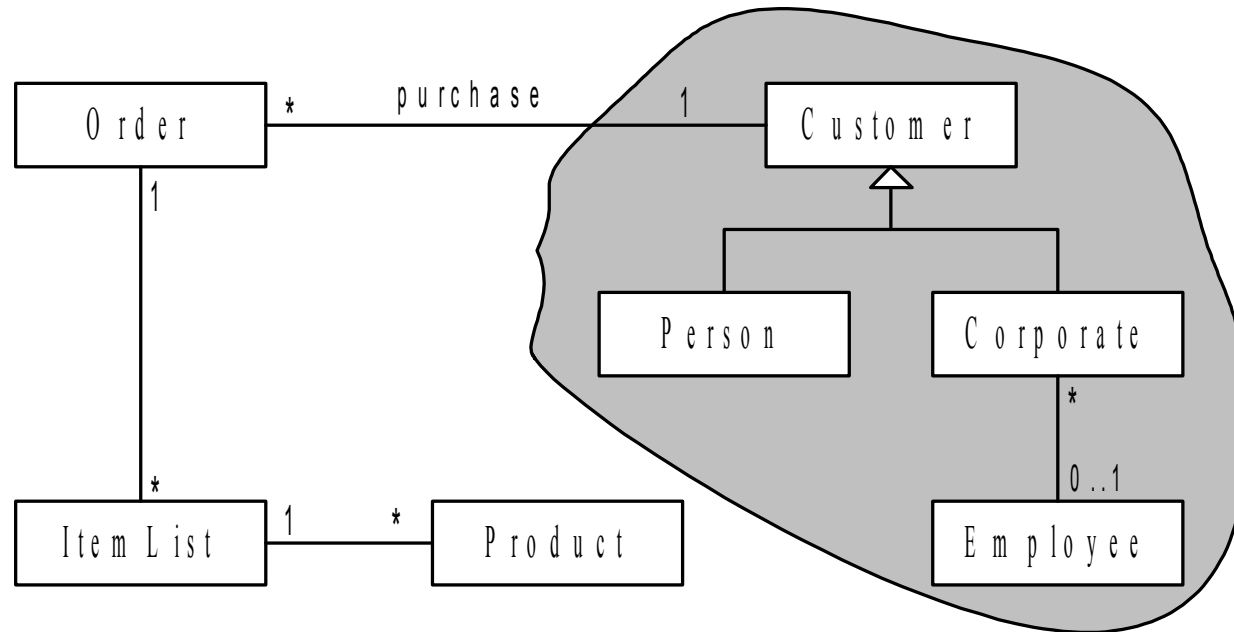 purchase
* 1
Order
Customer
1
Person
Corporate
*
* 0..1
1 *
Item List
Product
Employee